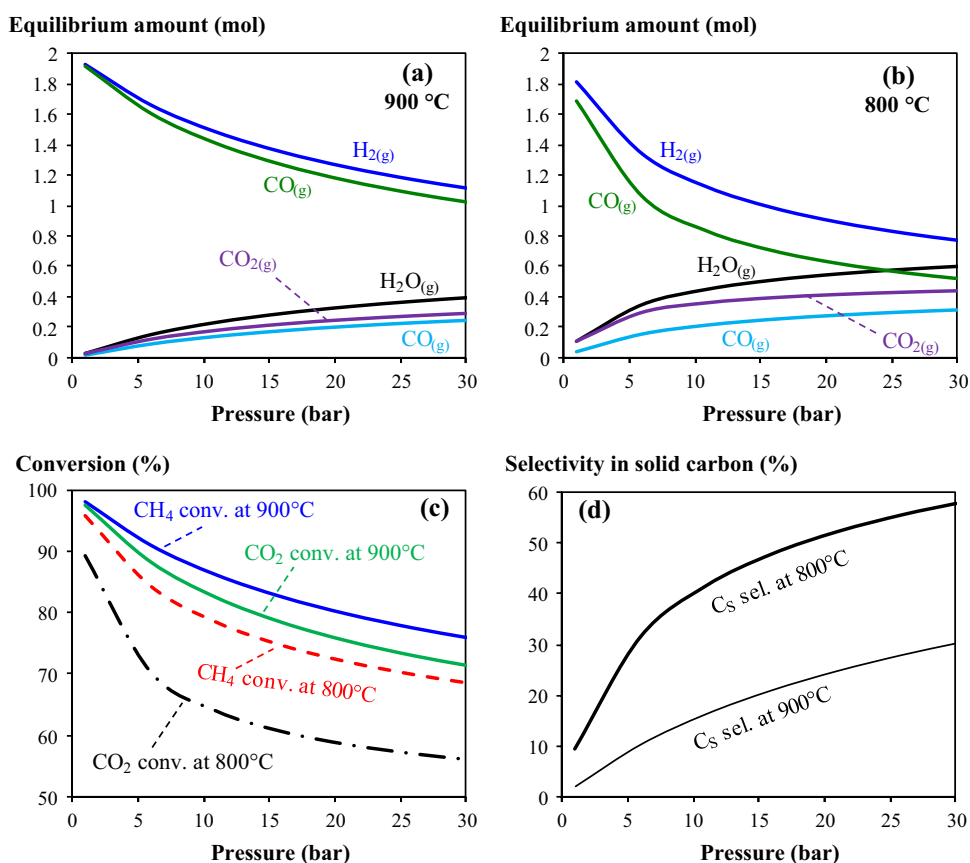 Equilibrium amount (mol)
2
1.8
1.6
1.4
1.2
1
0.8
0.6
0.4
0.2
0
(a)
900 °C
H2(g)
CO(g)
CO2(g)
H2O(g)
CO(g)
0 5 10 15 20 25 30
Pressure (bar)
Equilibrium amount (mol)
2
1.8
1.6
1.4
1.2
1
0.8
0.6
0.4
0.2
0
(b)
800 °C
H2(g)
CO(g)
H2O(g)
CO(g)
CO2(g)
0 5 10 15 20 25 30
Pressure (bar)
Conversion (%)
100
90
80
70
60
50
(c)
CH4 conv. at 900°C
CO2 conv. at 900°C
CH4 conv. at 800°C
CO2 conv. at 800°C
0 5 10 15 20 25 30
Pressure (bar)
Selectivity in solid carbon (%)
60
50
40
30
20
10
0
(d)
CS sel. at 800°C
CS sel. at 900°C
0 5 10 15 20 25 30
Pressure (bar)